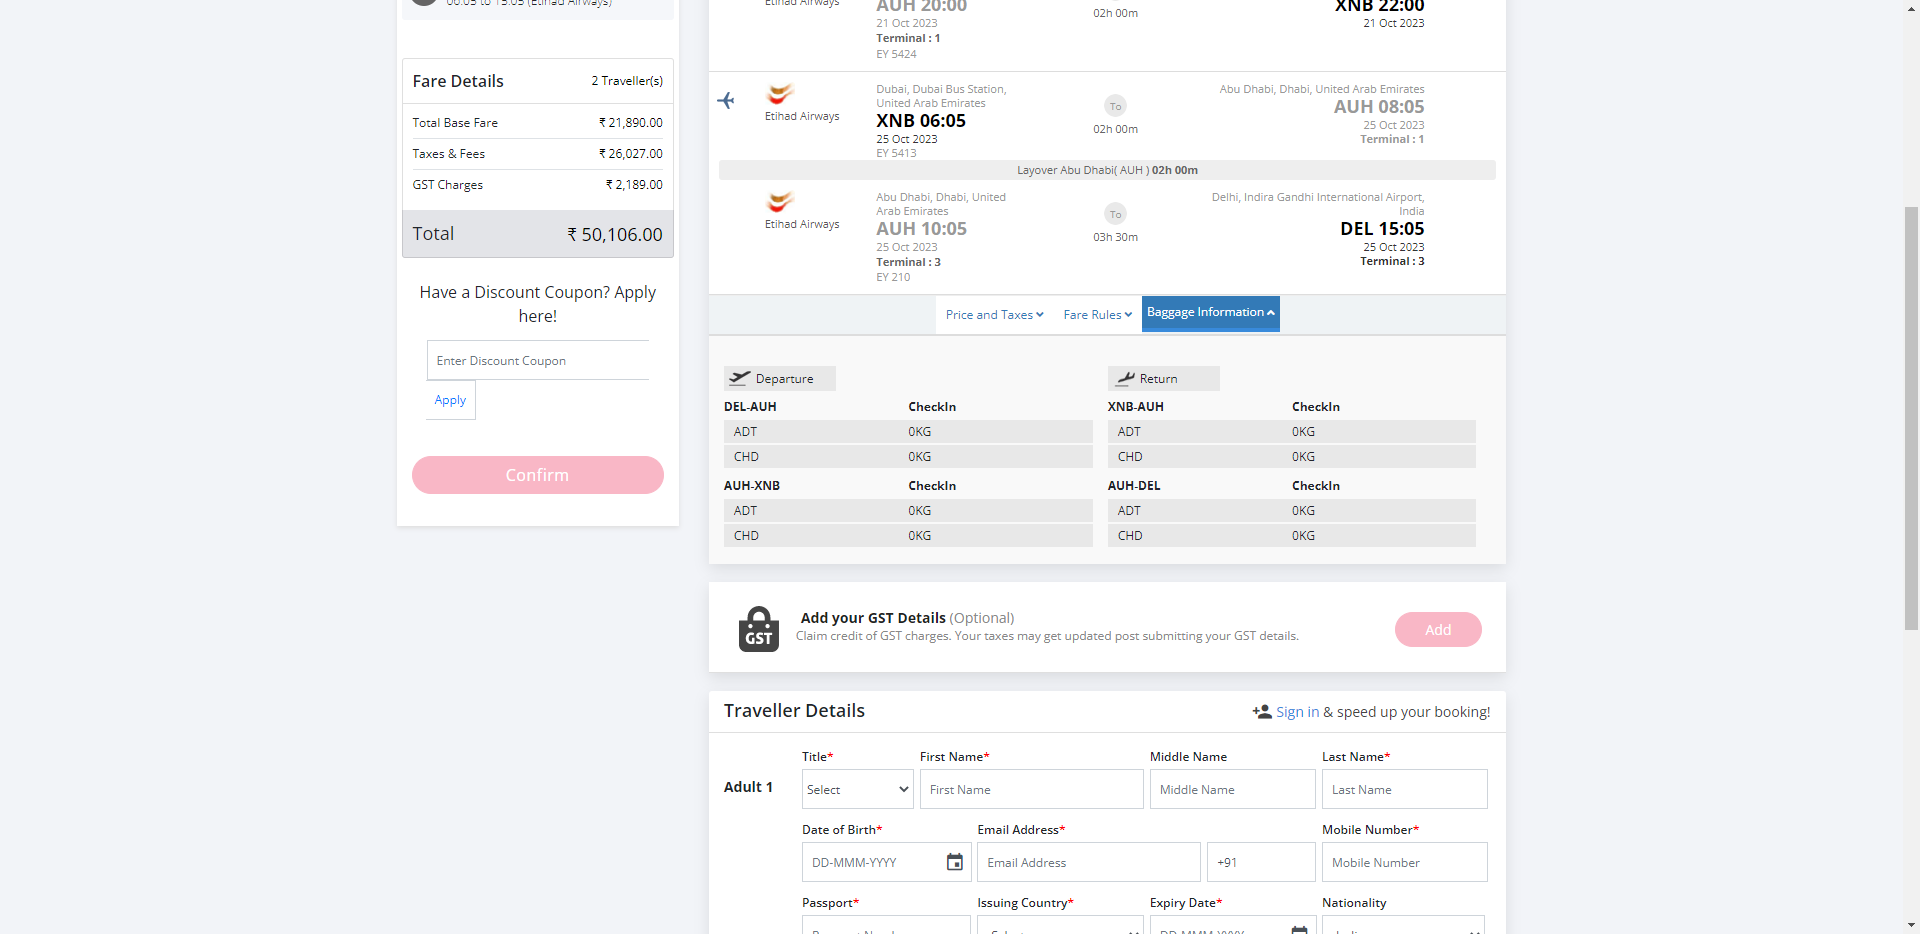 06:05 to 15:05 (Etihad Airways)
Fare Details
2 Traveller(s)
Total Base Fare
₹ 21,890.00
Taxes & Fees
₹ 26,027.00
GST Charges
₹ 2,189.00
Total
₹ 50,106.00
Have a Discount Coupon? Apply
here!
Enter Discount Coupon
Apply
Confirm
Etihad Airways
AUH 20:00
21 Oct 2023
Terminal : 1
EY 5424
02h 00m
XNB 22:00
21 Oct 2023
Etihad Airways
Dubai, Dubai Bus Station,
United Arab Emirates
XNB 06:05
25 Oct 2023
EY 5413
To
02h 00m
Abu Dhabi, Dhabi, United Arab Emirates
AUH 08:05
25 Oct 2023
Terminal : 1
Layover Abu Dhabi( AUH ) 02h 00m
Etihad Airways
Abu Dhabi, Dhabi, United
Arab Emirates
AUH 10:05
25 Oct 2023
Terminal : 3
EY 210
To
03h 30m
Delhi, Indira Gandhi International Airport,
India
DEL 15:05
25 Oct 2023
Terminal : 3
Price and Taxes
Fare Rules
Baggage Information
Departure
DEL-AUH CheckIn
ADT 0KG
CHD 0KG
AUH-XNB CheckIn
ADT 0KG
CHD 0KG
Return
XNB-AUH CheckIn
ADT 0KG
CHD 0KG
AUH-DEL CheckIn
ADT 0KG
CHD 0KG
GST
Add your GST Details (Optional)
Claim credit of GST charges. Your taxes may get updated post submitting your GST details.
Add
Traveller Details
Sign in & speed up your booking!
Adult 1
Title* First Name* Middle Name Last Name*
Select First Name Middle Name Last Name
Date of Birth* Email Address* Mobile Number*
DD-MMM-YYYY Email Address +91 Mobile Number
Passport* Issuing Country* Expiry Date* Nationality